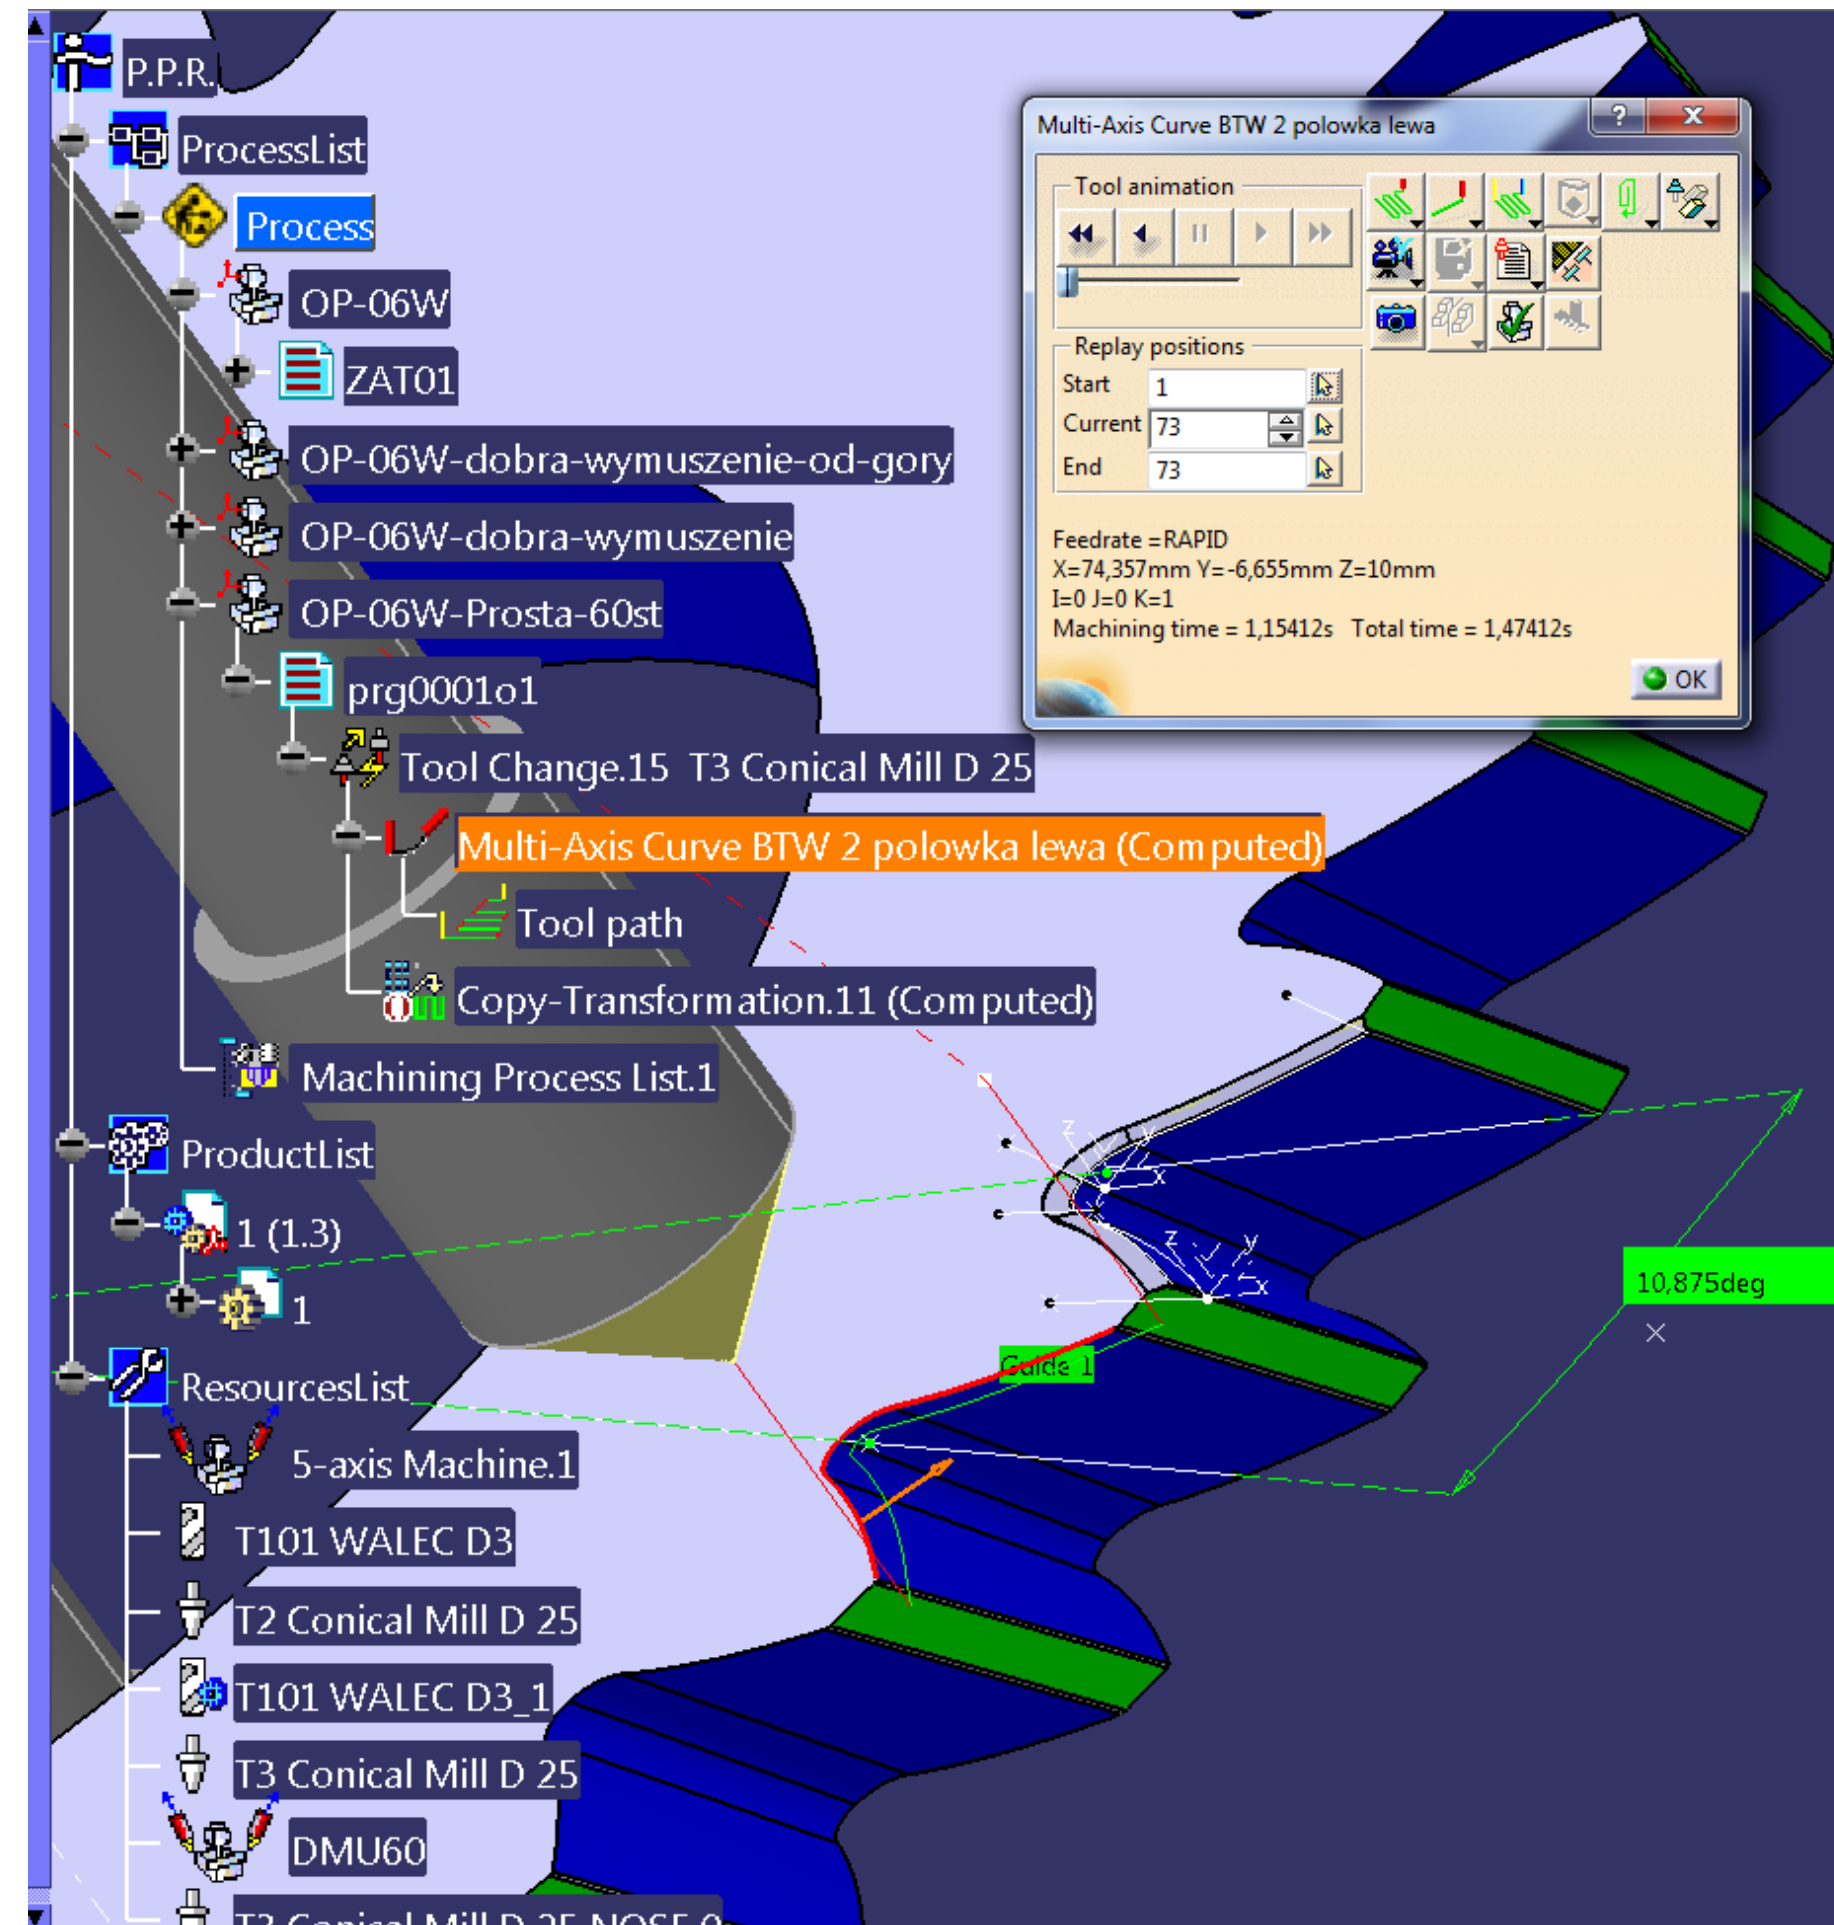 P.P.R.
ProcessList
Process
OP-06W
ZAT01
OP-06W-dobra-wymuszenie-od-gory
OP-06W-dobra-wymuszenie
OP-06W-Prosta-60st
prg0001o1
Tool Change.15 T3 Conical Mill D 25
Multi-Axis Curve BTW 2 polowka lewa (Computed)
Tool path
Copy-Transformation.11 (Computed)
Machining Process List.1
ProductList
1 (1.3)
1
ResourcesList
5-axis Machine.1
T101 WALEC D3
T2 Conical Mill D 25
T101 WALEC D3_1
T3 Conical Mill D 25
DMU60
Multi-Axis Curve BTW 2 polowka lewa
Tool animation
Replay positions
Start 1
Current 73
End 73
Feedrate =RAPID
X=74,357mm Y=-6,655mm Z=10mm
I=0 J=0 K=1
Machining time = 1,15412s Total time = 1,47412s
OK
z y
x
z y
x
10,875deg
Guide 1